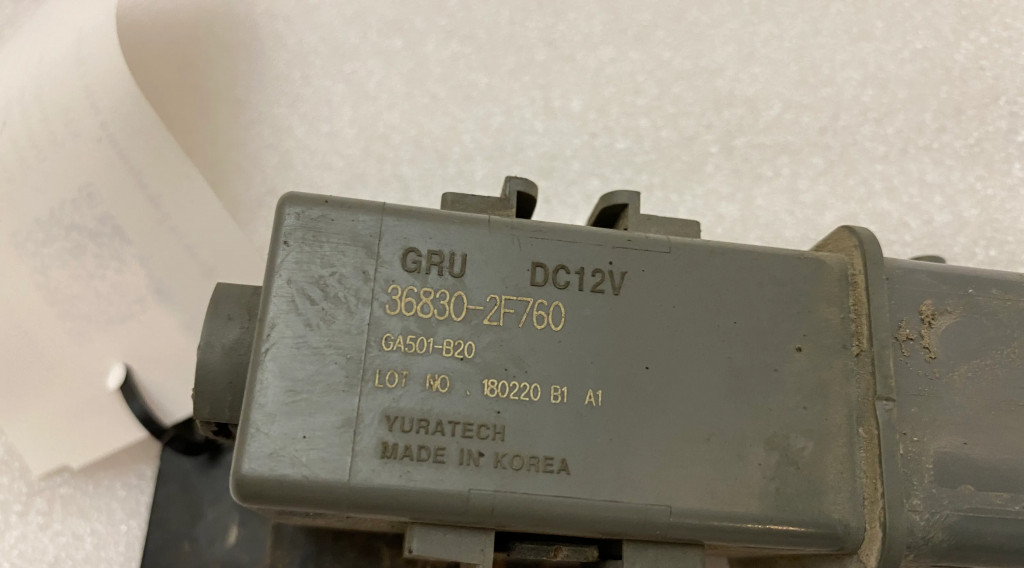 GRU DC12V
36830-2F760
GA501-B20
LOT NO . 180220 B1 A1
YURATECH
MADE IN KOREA